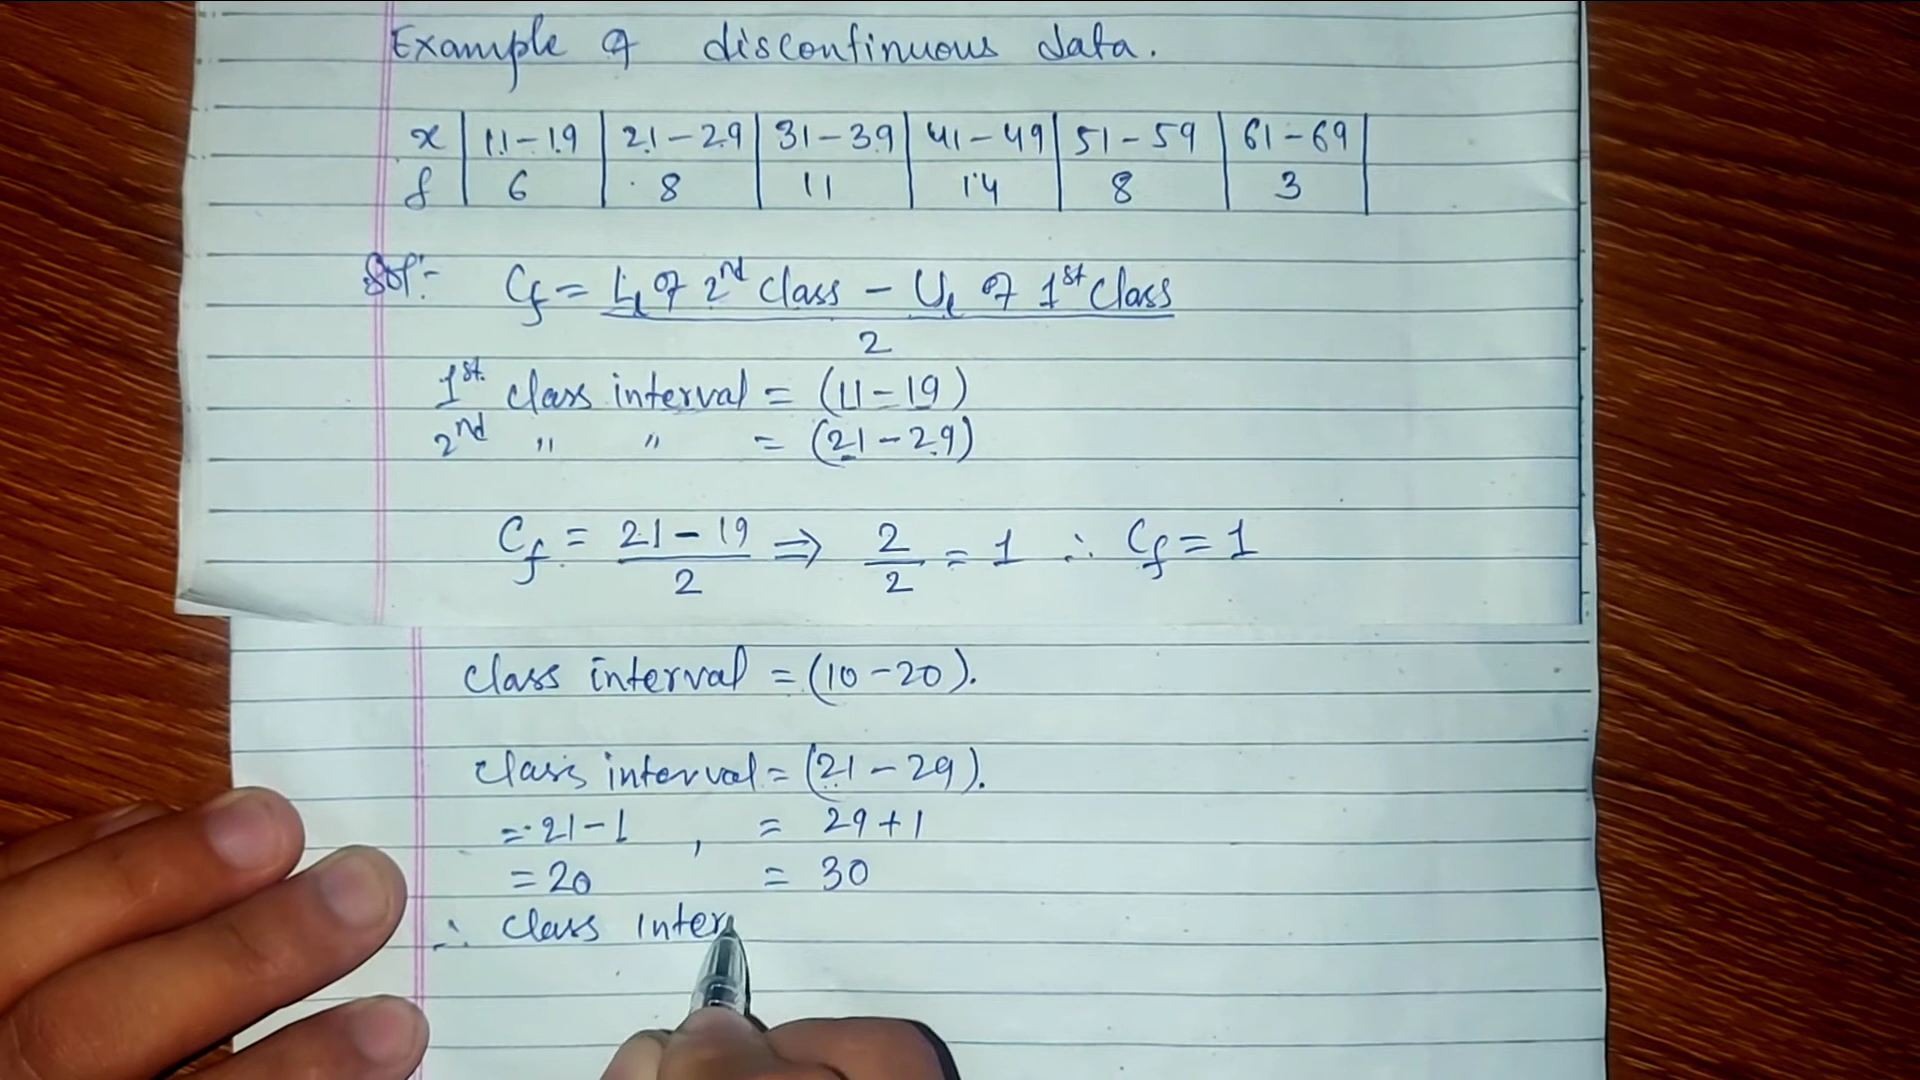 Example of discontinuous data.
x | 11-19 | 21-29 | 31-39 | 41-49 | 51-59 | 61-69 |
f | 6 | 8 | 11 | 14 | 8 | 3 |
Sol:- Cf = Ll of 2nd class - Ul of 1st class
2
1st class interval = (11-19)
2nd " " = (21-29)
Cf = 21-19 ⇒ 2 = 1 ∴ Cf = 1
2 2
class interval = (10-20).
class interval = (21-29).
= 21-1 , = 29+1
= 20 = 30
∴ class inter